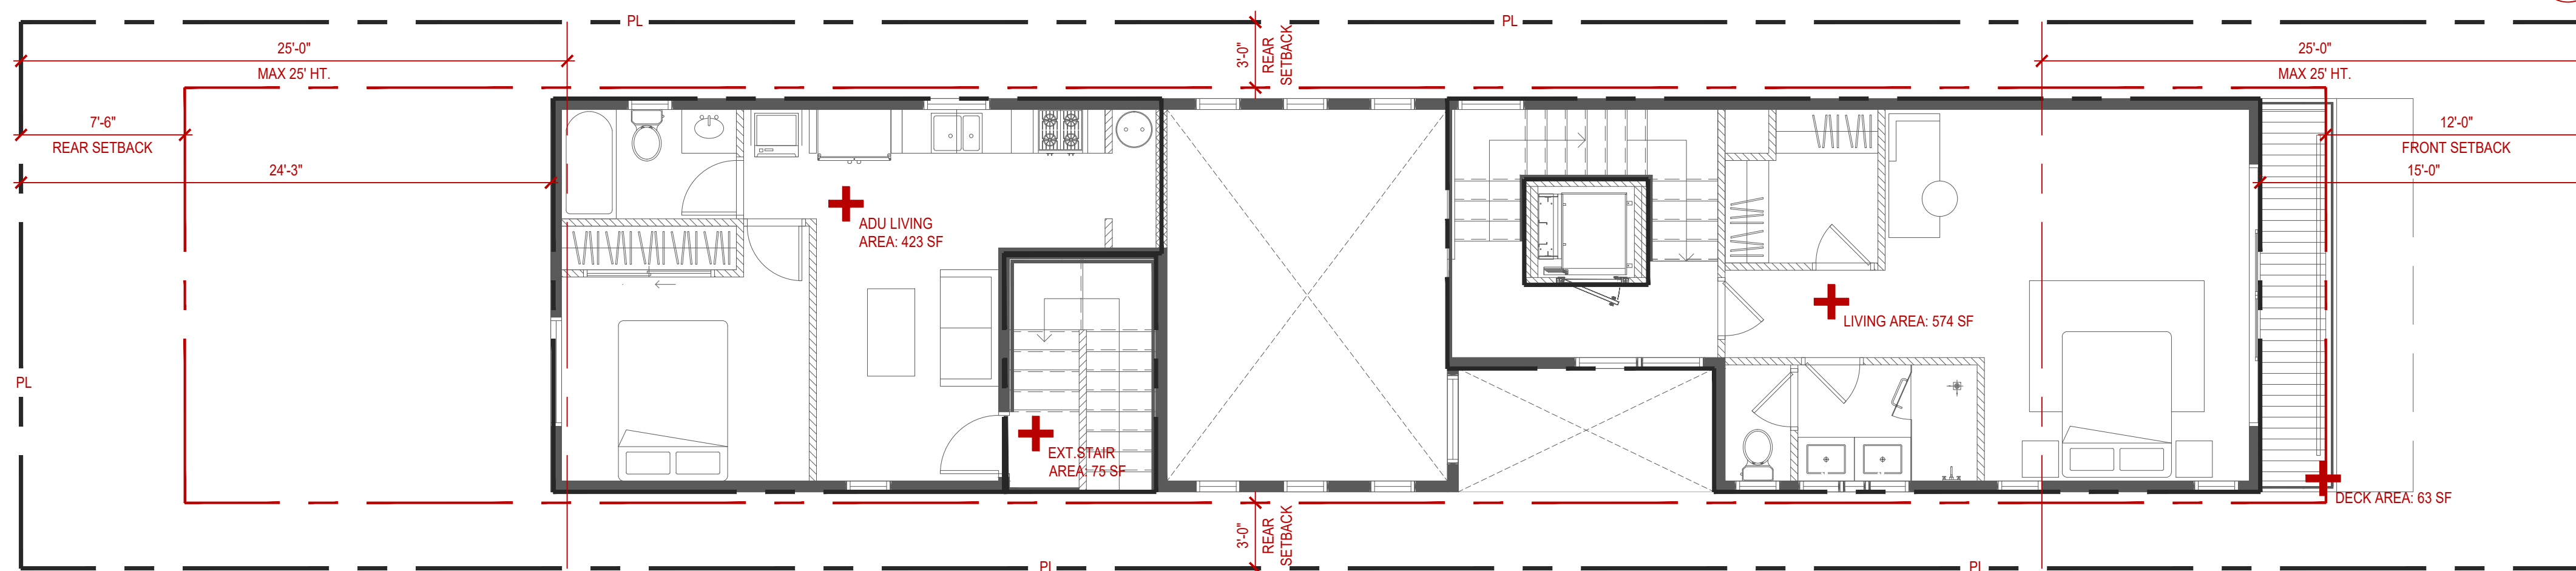 PL
PL
25'-0"
MAX 25' HT.
3'-0"
REAR
SETBACK
25'-0"
MAX 25' HT.
7'-6"
REAR SETBACK
12'-0"
FRONT SETBACK
24'-3"
15'-0"
ADU LIVING
AREA: 423 SF
LIVING AREA: 574 SF
PL
EXT.STAIR
AREA: 75 SF
DECK AREA: 63 SF
3'-0"
REAR
SETBACK
PL
PL